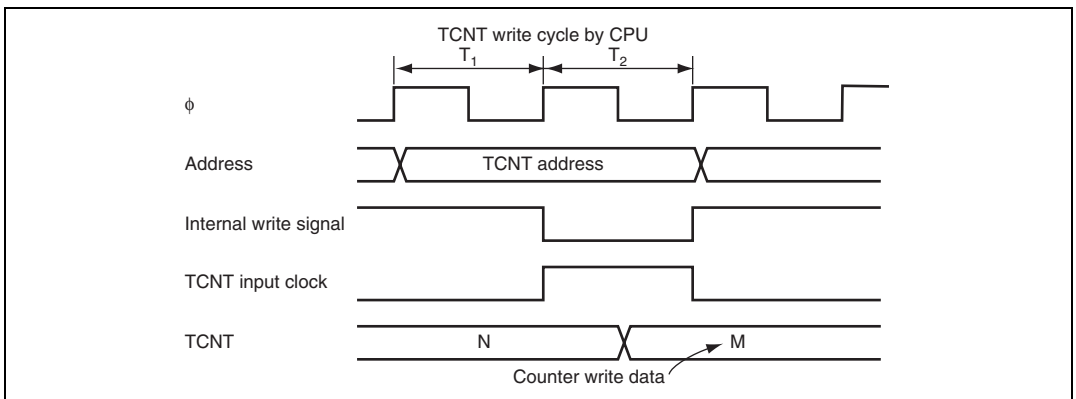 TCNT write cycle by CPU
T1 T2
ϕ
Address TCNT address
Internal write signal
TCNT input clock
TCNT N M
Counter write data